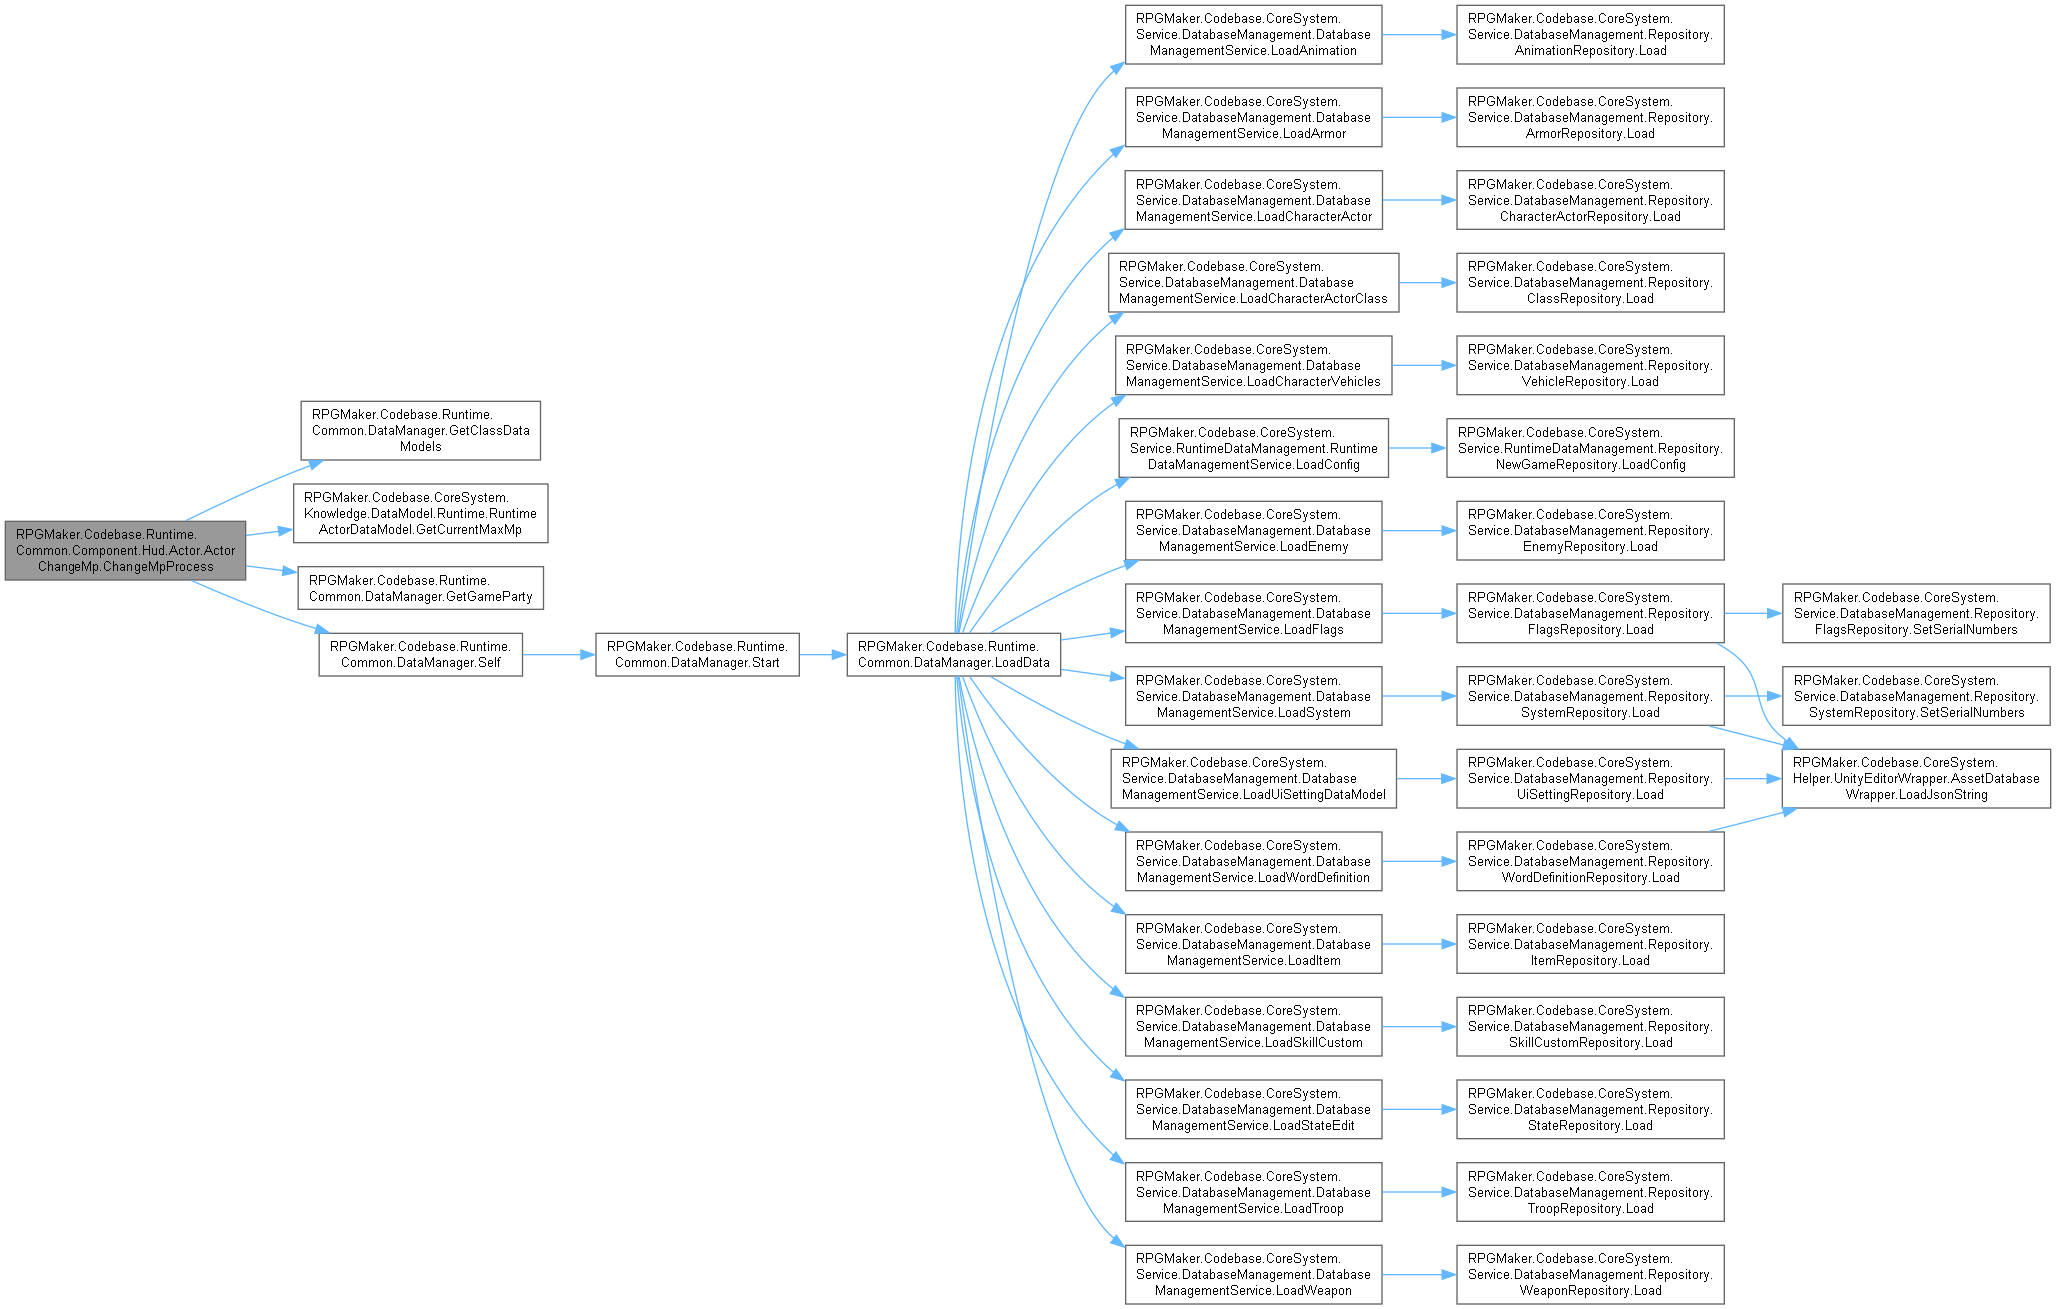 RPGMaker.Codebase.Runtime.
Common.Component.Hud.Actor.Actor
ChangeMp.ChangeMpProcess
RPGMaker.Codebase.Runtime.
Common.DataManager.GetClassData
Models
RPGMaker.Codebase.CoreSystem.
Knowledge.DataModel.Runtime.Runtime
ActorDataModel.GetCurrentMaxMp
RPGMaker.Codebase.Runtime.
Common.DataManager.GetGameParty
RPGMaker.Codebase.Runtime.
Common.DataManager.Self
RPGMaker.Codebase.Runtime.
Common.DataManager.Start
RPGMaker.Codebase.Runtime.
Common.DataManager.LoadData
RPGMaker.Codebase.CoreSystem.
Service.DatabaseManagement.Database
ManagementService.LoadAnimation
RPGMaker.Codebase.CoreSystem.
Service.DatabaseManagement.Repository.
AnimationRepository.Load
RPGMaker.Codebase.CoreSystem.
Service.DatabaseManagement.Database
ManagementService.LoadArmor
RPGMaker.Codebase.CoreSystem.
Service.DatabaseManagement.Repository.
ArmorRepository.Load
RPGMaker.Codebase.CoreSystem.
Service.DatabaseManagement.Database
ManagementService.LoadCharacterActor
RPGMaker.Codebase.CoreSystem.
Service.DatabaseManagement.Repository.
CharacterActorRepository.Load
RPGMaker.Codebase.CoreSystem.
Service.DatabaseManagement.Database
ManagementService.LoadCharacterActorClass
RPGMaker.Codebase.CoreSystem.
Service.DatabaseManagement.Repository.
ClassRepository.Load
RPGMaker.Codebase.CoreSystem.
Service.DatabaseManagement.Database
ManagementService.LoadCharacterVehicles
RPGMaker.Codebase.CoreSystem.
Service.DatabaseManagement.Repository.
VehicleRepository.Load
RPGMaker.Codebase.CoreSystem.
Service.RuntimeDataManagement.Runtime
DataManagementService.LoadConfig
RPGMaker.Codebase.CoreSystem.
Service.RuntimeDataManagement.Repository.
NewGameRepository.LoadConfig
RPGMaker.Codebase.CoreSystem.
Service.DatabaseManagement.Database
ManagementService.LoadEnemy
RPGMaker.Codebase.CoreSystem.
Service.DatabaseManagement.Repository.
EnemyRepository.Load
RPGMaker.Codebase.CoreSystem.
Service.DatabaseManagement.Database
ManagementService.LoadFlags
RPGMaker.Codebase.CoreSystem.
Service.DatabaseManagement.Repository.
FlagsRepository.Load
RPGMaker.Codebase.CoreSystem.
Service.DatabaseManagement.Repository.
FlagsRepository.SetSerialNumbers
RPGMaker.Codebase.CoreSystem.
Service.DatabaseManagement.Database
ManagementService.LoadSystem
RPGMaker.Codebase.CoreSystem.
Service.DatabaseManagement.Repository.
SystemRepository.Load
RPGMaker.Codebase.CoreSystem.
Service.DatabaseManagement.Repository.
SystemRepository.SetSerialNumbers
RPGMaker.Codebase.CoreSystem.
Service.DatabaseManagement.Database
ManagementService.LoadUiSettingDataModel
RPGMaker.Codebase.CoreSystem.
Service.DatabaseManagement.Repository.
UiSettingRepository.Load
RPGMaker.Codebase.CoreSystem.
Helper.UnityEditorWrapper.AssetDatabase
Wrapper.LoadJsonString
RPGMaker.Codebase.CoreSystem.
Service.DatabaseManagement.Database
ManagementService.LoadWordDefinition
RPGMaker.Codebase.CoreSystem.
Service.DatabaseManagement.Repository.
WordDefinitionRepository.Load
RPGMaker.Codebase.CoreSystem.
Service.DatabaseManagement.Database
ManagementService.LoadItem
RPGMaker.Codebase.CoreSystem.
Service.DatabaseManagement.Repository.
ItemRepository.Load
RPGMaker.Codebase.CoreSystem.
Service.DatabaseManagement.Database
ManagementService.LoadSkillCustom
RPGMaker.Codebase.CoreSystem.
Service.DatabaseManagement.Repository.
SkillCustomRepository.Load
RPGMaker.Codebase.CoreSystem.
Service.DatabaseManagement.Database
ManagementService.LoadStateEdit
RPGMaker.Codebase.CoreSystem.
Service.DatabaseManagement.Repository.
StateRepository.Load
RPGMaker.Codebase.CoreSystem.
Service.DatabaseManagement.Database
ManagementService.LoadTroop
RPGMaker.Codebase.CoreSystem.
Service.DatabaseManagement.Repository.
TroopRepository.Load
RPGMaker.Codebase.CoreSystem.
Service.DatabaseManagement.Database
ManagementService.LoadWeapon
RPGMaker.Codebase.CoreSystem.
Service.DatabaseManagement.Repository.
WeaponRepository.Load